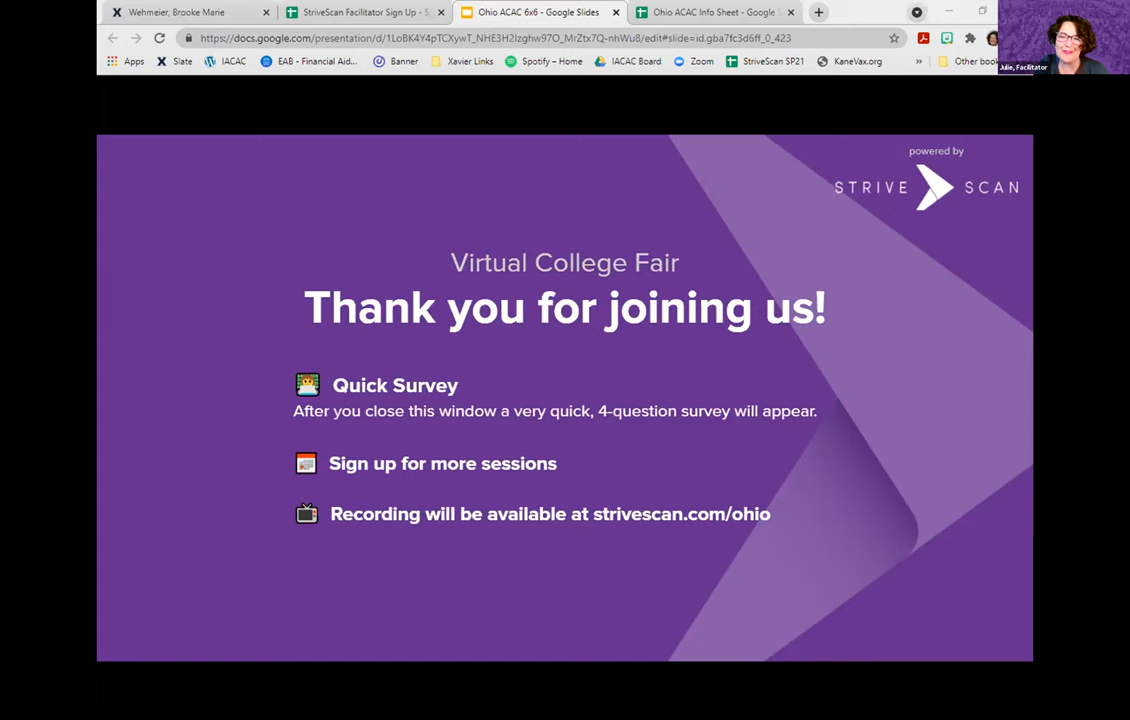 Wehmeier, Brooke Marie
StriveScan Facilitator Sign Up - S
Ohio ACAC 6x6 - Google Slides
Ohio ACAC Info Sheet - Google S
https://docs.google.com/presentation/d/1LoBK4Y4pTCXywT_NHE3H2Izghw97O_MrZtx7Q-nhWu8/edit#slide=id.gba7fc3d6ff_0_423
Apps
Slate
IACAC
EAB - Financial Aid...
Banner
Xavier Links
Spotify – Home
IACAC Board
Zoom
StriveScan SP21
KaneVax.org
»
Other boo
Julie, Facilitator
powered by
STRIVE SCAN
Virtual College Fair
Thank you for joining us!
Quick Survey
After you close this window a very quick, 4-question survey will appear.
Sign up for more sessions
Recording will be available at strivescan.com/ohio